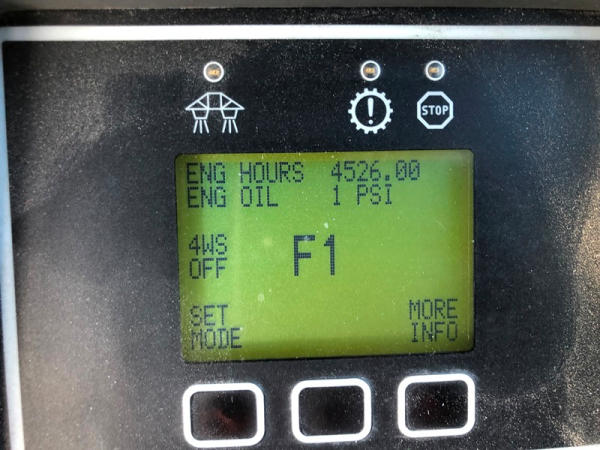 STOP
ENG HOURS 4526.00
ENG OIL 1 PSI
4WS
OFF
F1
SET
MODE
MORE
INFO